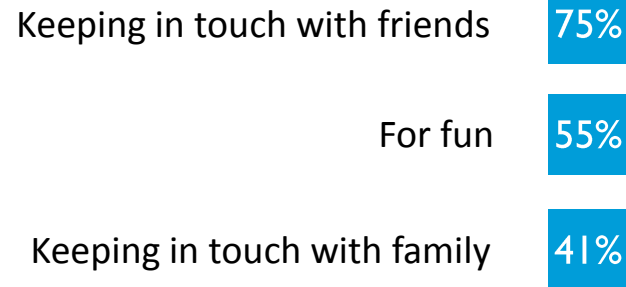 Keeping in touch with friends 75%
For fun 55%
Keeping in touch with family 41%